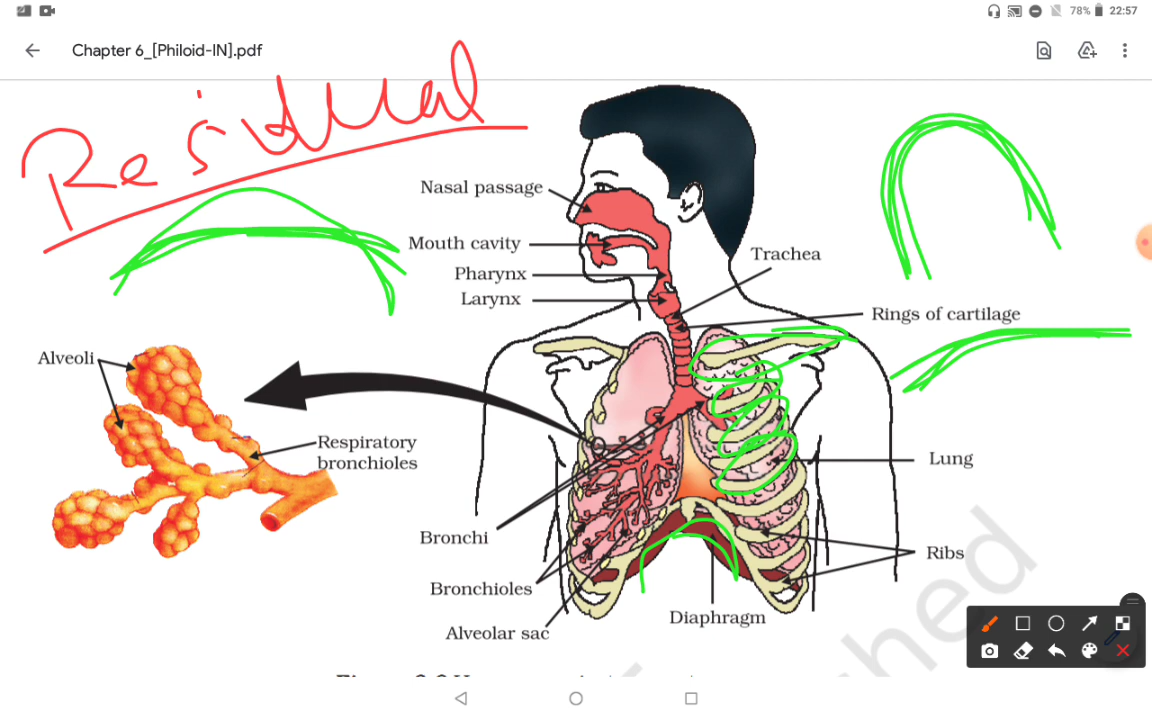 78% 22:57
Chapter 6_[Philoid-IN].pdf
Residual
Nasal passage
Mouth cavity
Pharynx
Larynx
Trachea
Rings of cartilage
Alveoli
Respiratory
bronchioles
Lung
Bronchi
Ribs
Bronchioles
Diaphragm
Alveolar sac